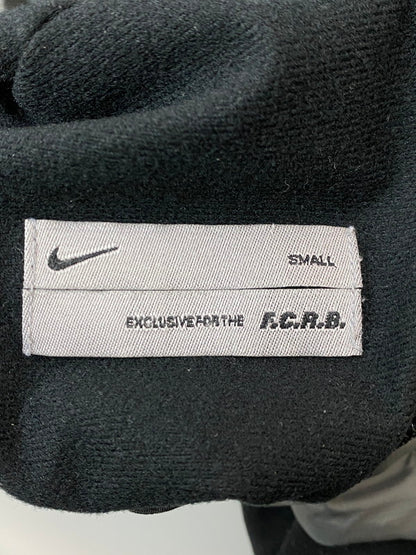 SMALL
EXCLUSIVE FOR THE F.C.R.B.